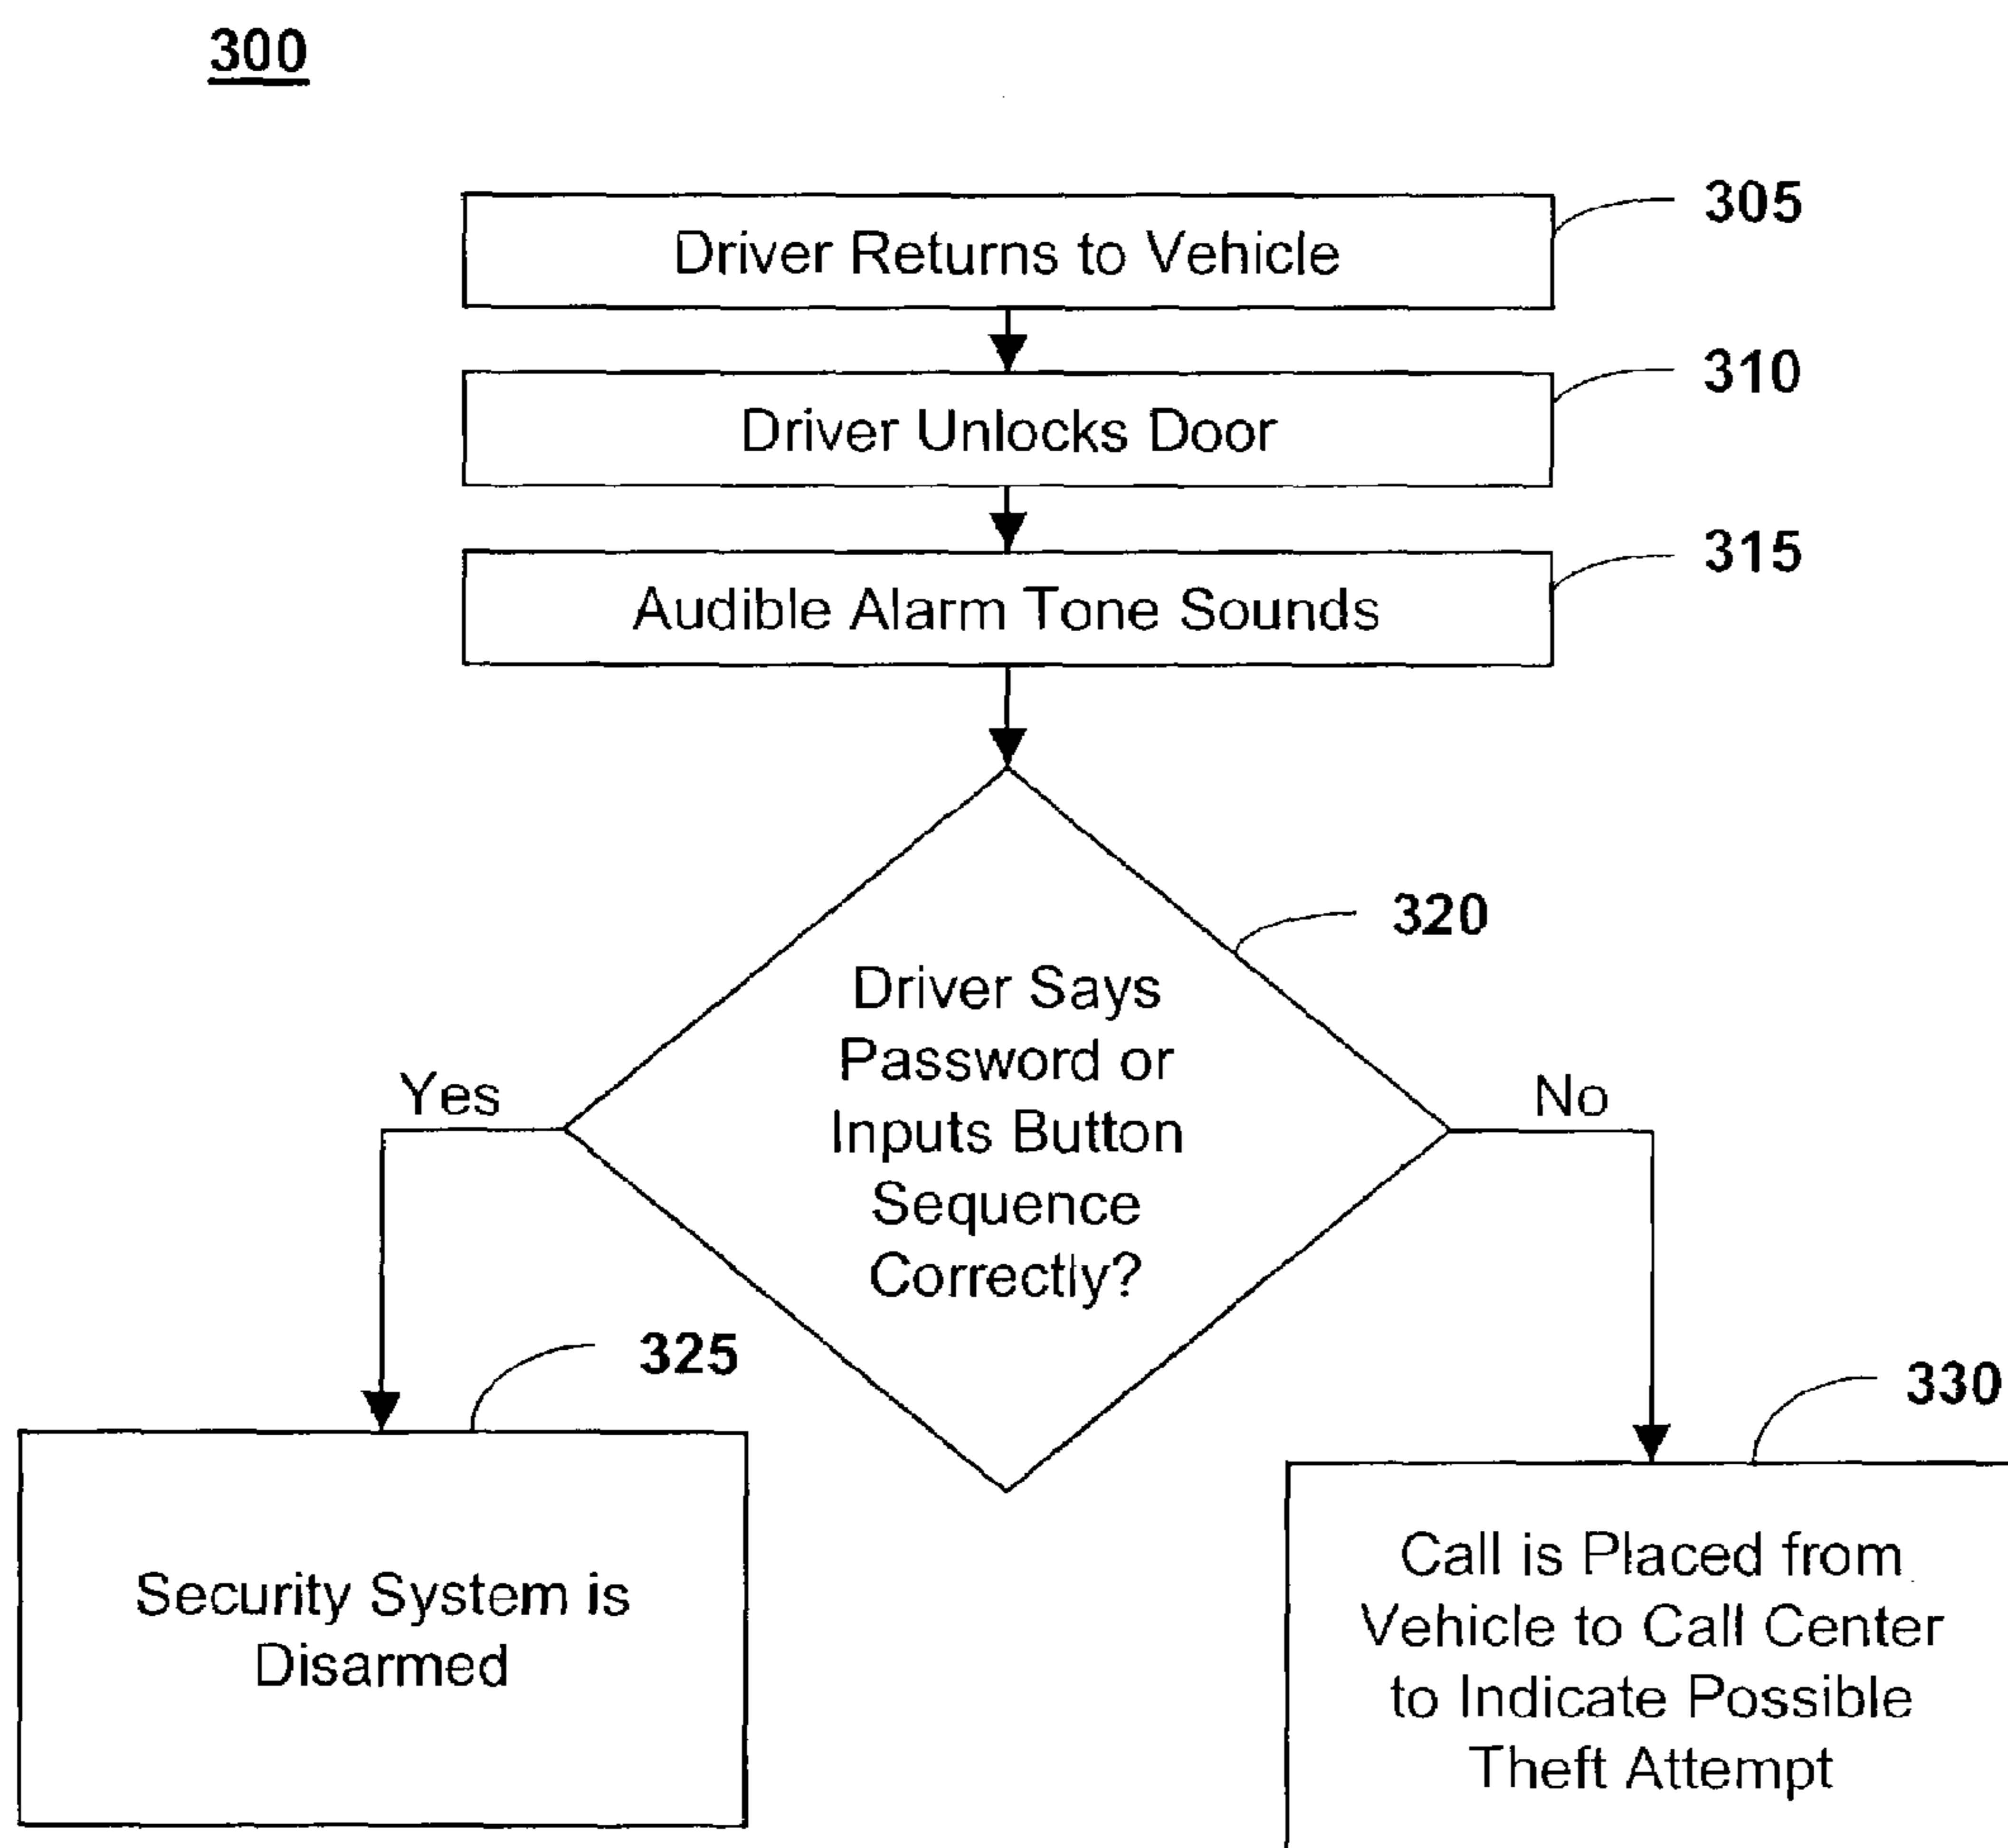 300
305
Driver Returns to Vehicle
310
Driver Unlocks Door
315
Audible Alarm Tone Sounds
320
Driver Says
Password or
Inputs Button
Sequence
Correctly?
Yes
No
325
Security System is
Disarmed
330
Call is Placed from
Vehicle to Call Center
to Indicate Possible
Theft Attempt